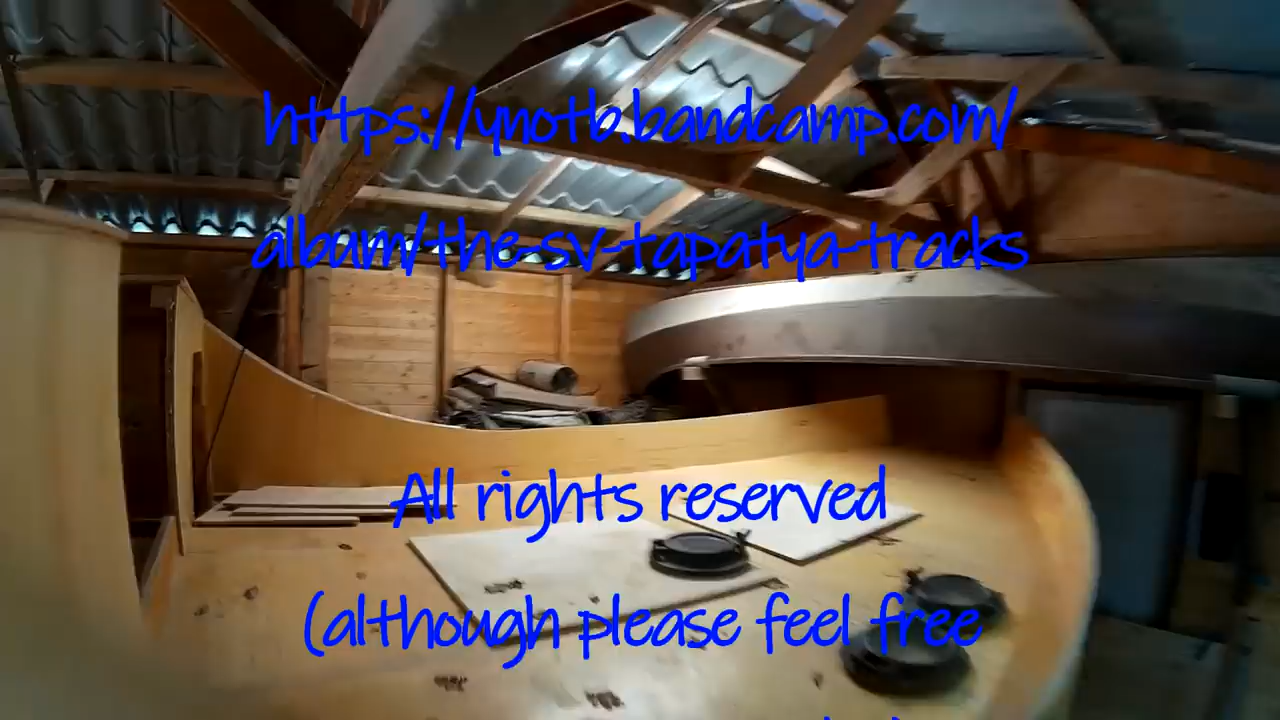 https://ynotb.bandcamp.com/
album/the-sv-tapatya-tracks
All rights reserved
(although please feel free